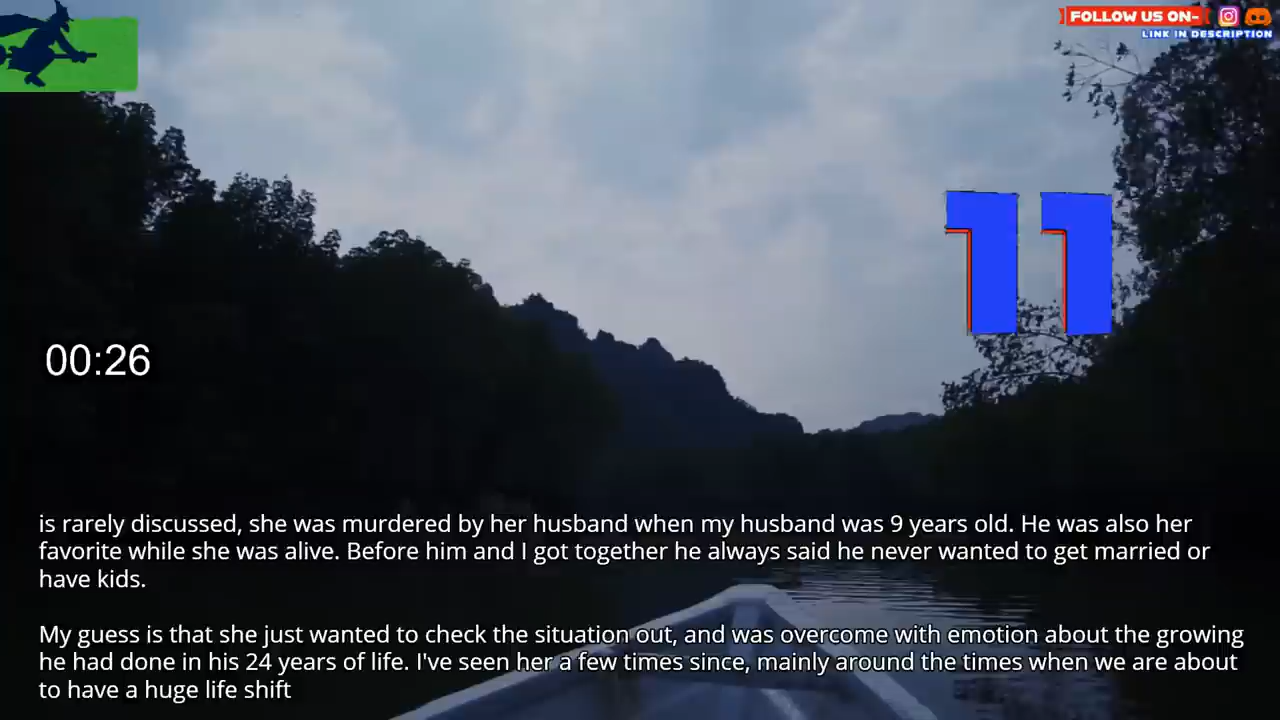 FOLLOW US ON-
LINK IN DESCRIPTION
11
00:26
is rarely discussed, she was murdered by her husband when my husband was 9 years old. He was also her
favorite while she was alive. Before him and I got together he always said he never wanted to get married or
have kids.
My guess is that she just wanted to check the situation out, and was overcome with emotion about the growing
he had done in his 24 years of life. I've seen her a few times since, mainly around the times when we are about
to have a huge life shift